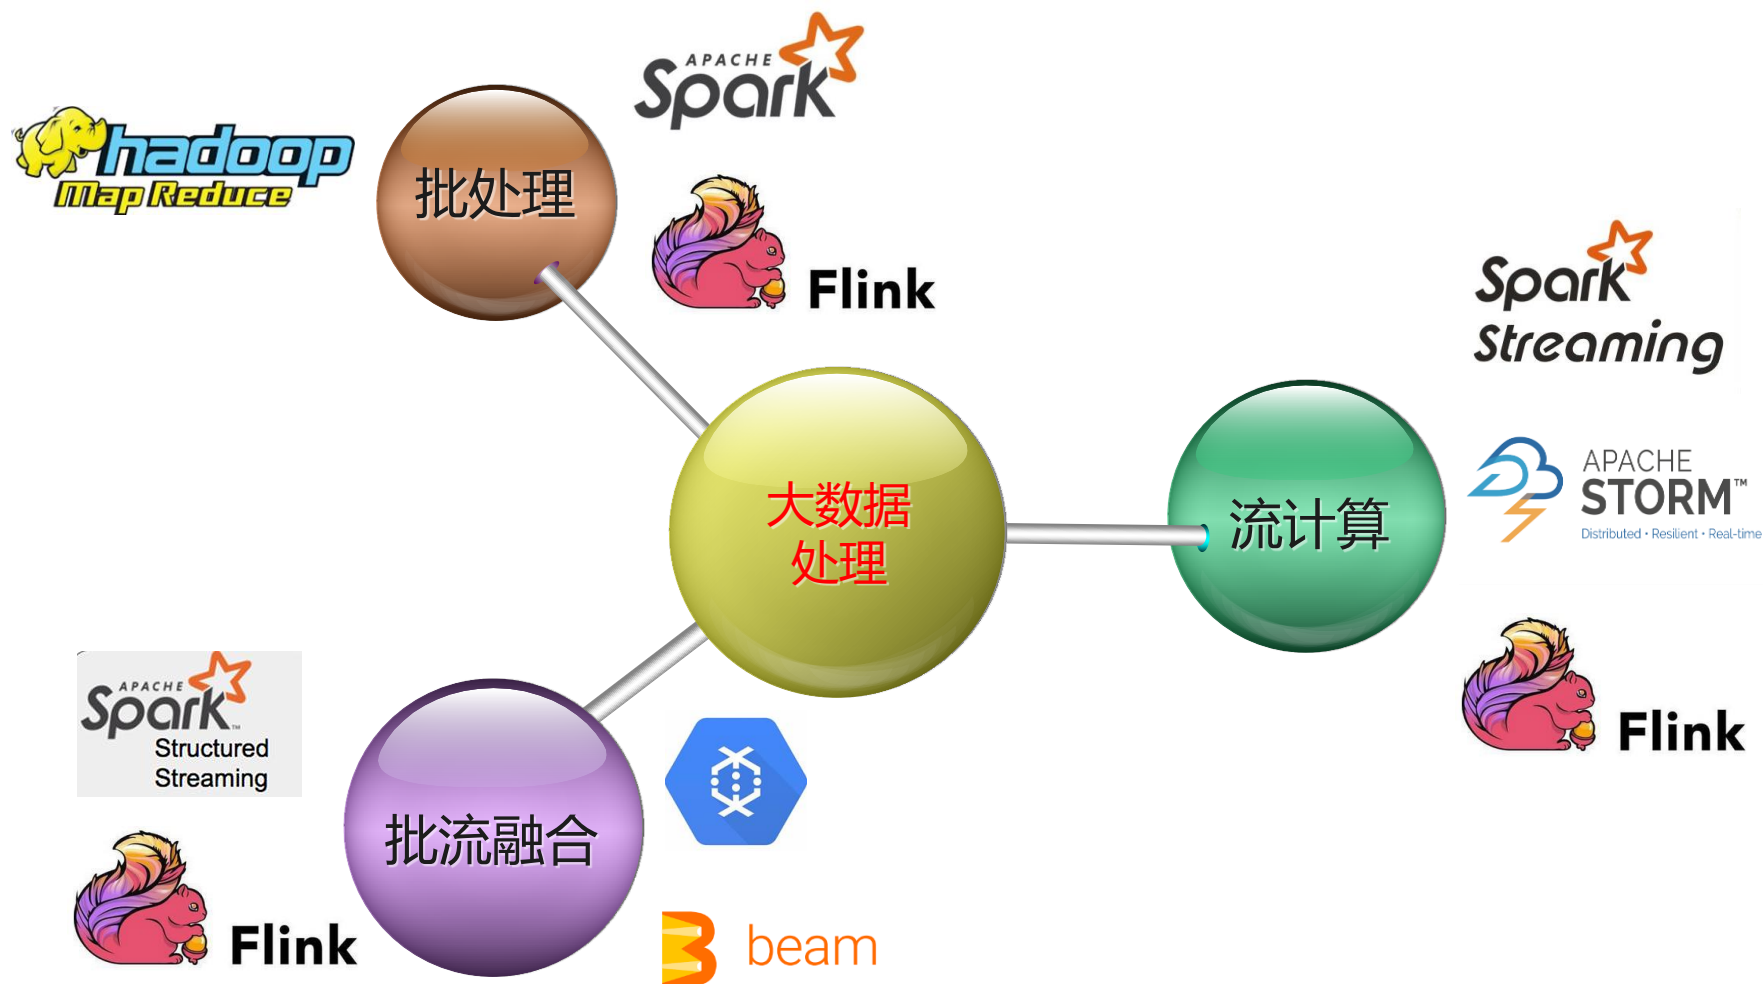 APACHE
Spark
hadoop
Map Reduce
批处理
Flink
Spark
Streaming
大数据
处理
流计算
APACHE
STORM™
Distributed • Resilient • Real-time
Flink
APACHE
Spark™
Structured
Streaming
批流融合
Flink
beam